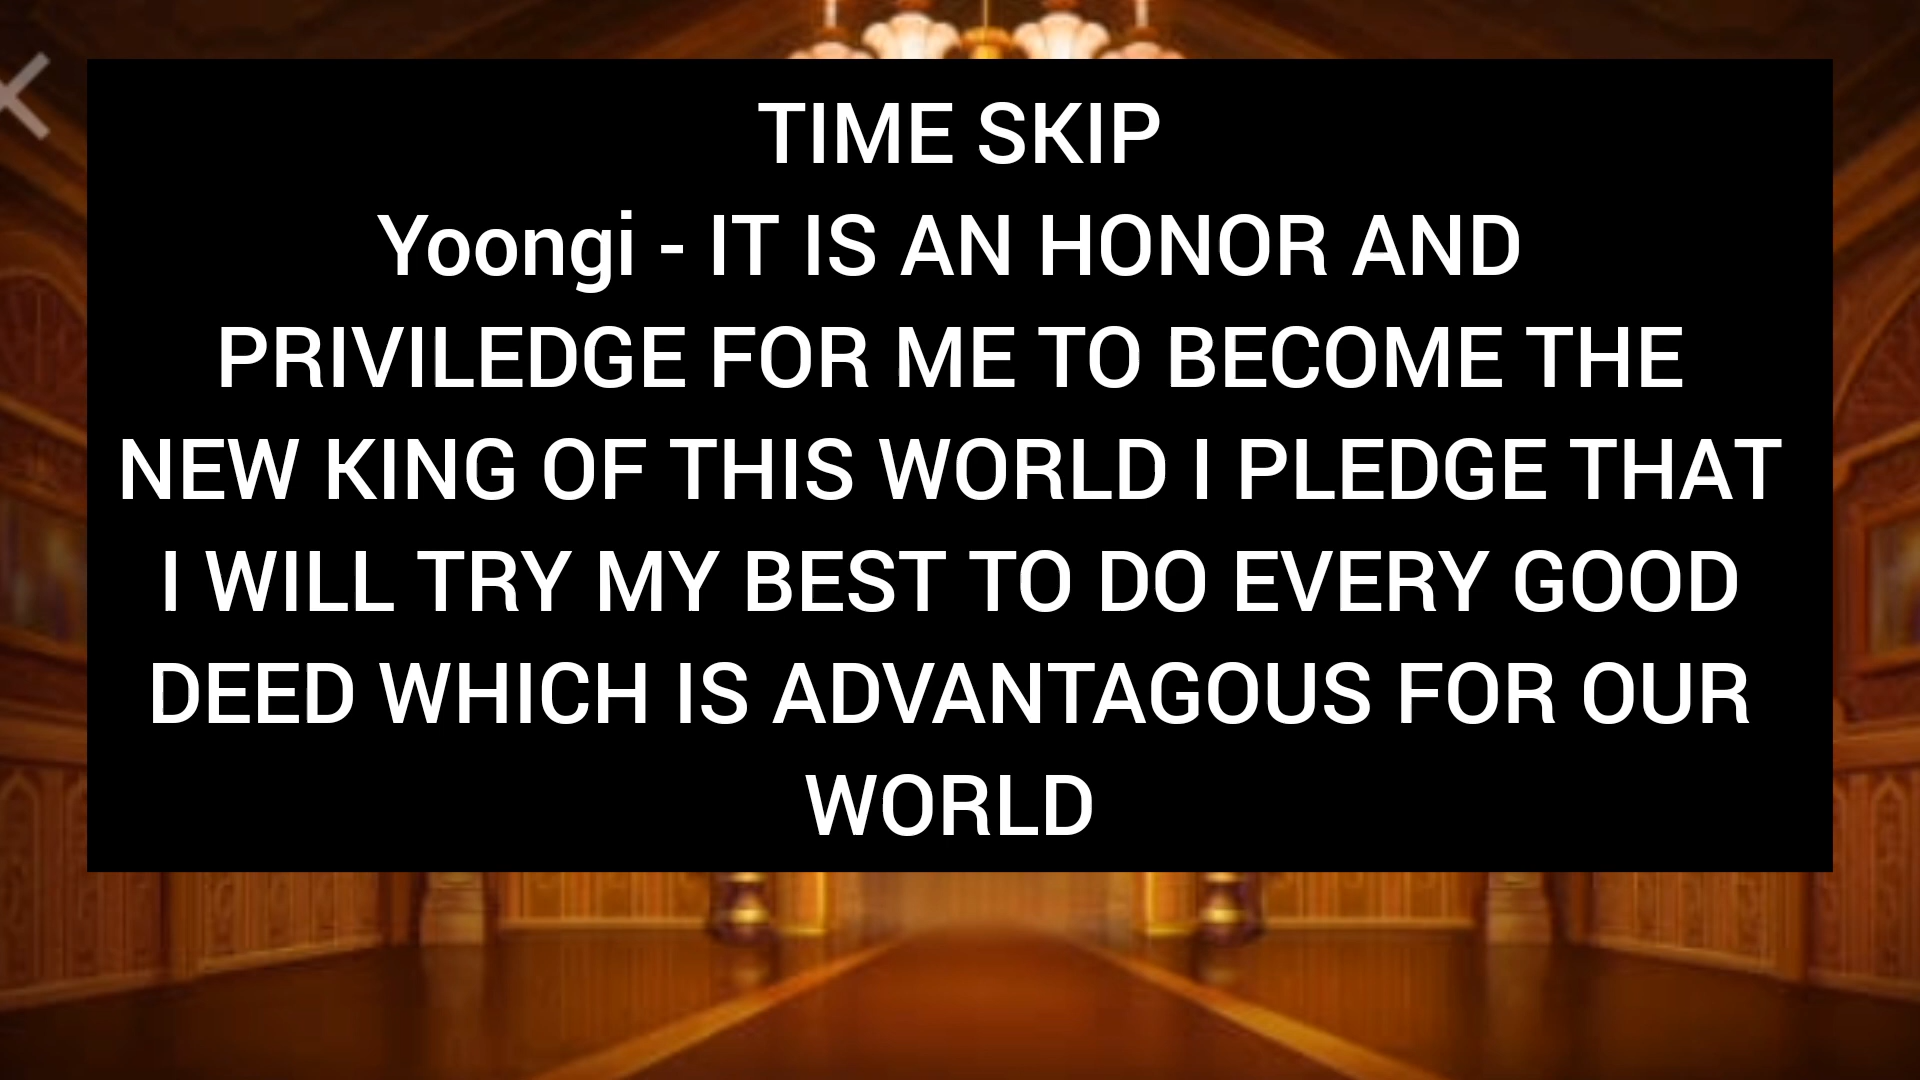 TIME SKIP
Yoongi - IT IS AN HONOR AND
PRIVILEDGE FOR ME TO BECOME THE
NEW KING OF THIS WORLD I PLEDGE THAT
I WILL TRY MY BEST TO DO EVERY GOOD
DEED WHICH IS ADVANTAGOUS FOR OUR
WORLD